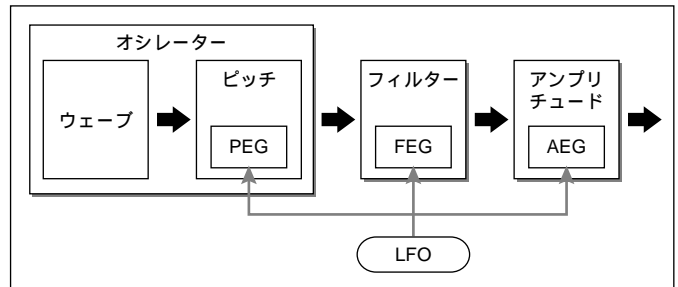 オシレーター
ウェーブ
ピッチ
PEG
フィルター
FEG
アンプリ
チュード
AEG
LFO